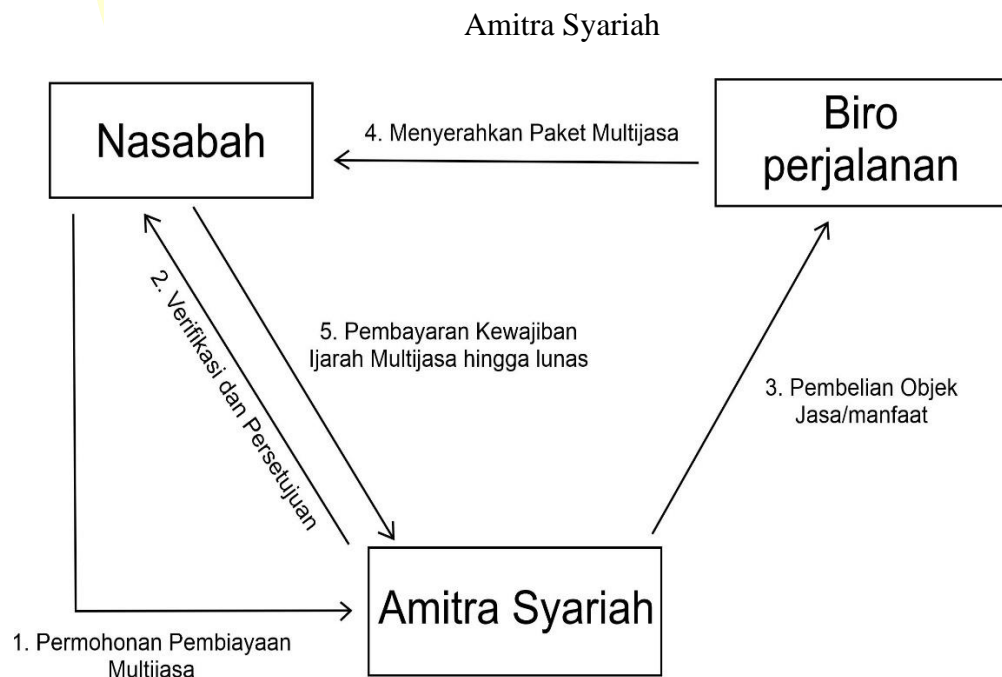 Amitra Syariah
Nasabah
4. Menyerahkan Paket Multijasa
Biro
perjalanan
2. Verifikasi dan Persetujuan
5. Pembayaran Kewajiban
Ijarah Multijasa hingga lunas
3. Pembelian Objek
Jasa/manfaat
Amitra Syariah
1. Permohonan Pembiayaan
Multijasa